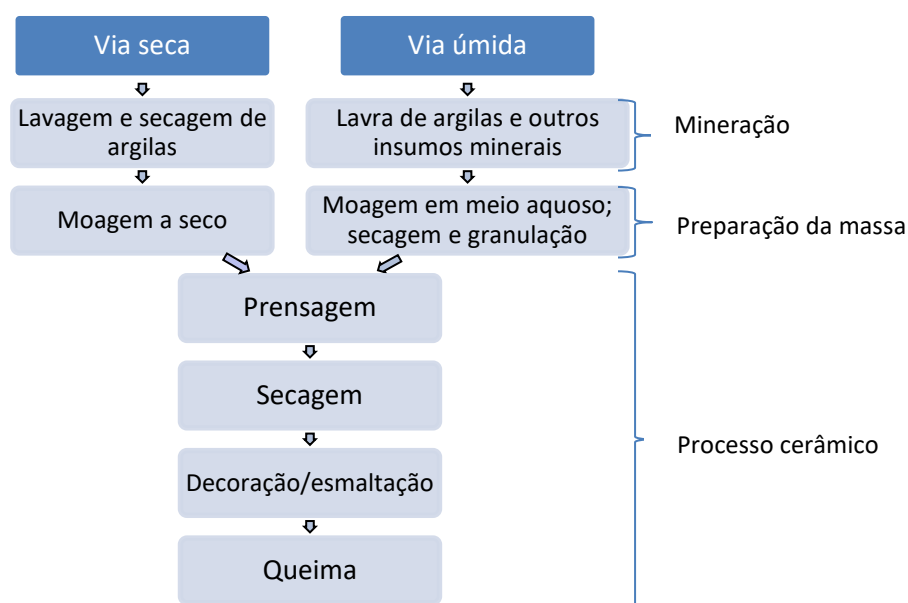 Via seca
Via úmida
Lavagem e secagem de
argilas
Lavra de argilas e outros
insumos minerais
Mineração
Moagem a seco
Moagem em meio aquoso;
secagem e granulação
Preparação da massa
Prensagem
Secagem
Decoração/esmaltação
Queima
Processo cerâmico